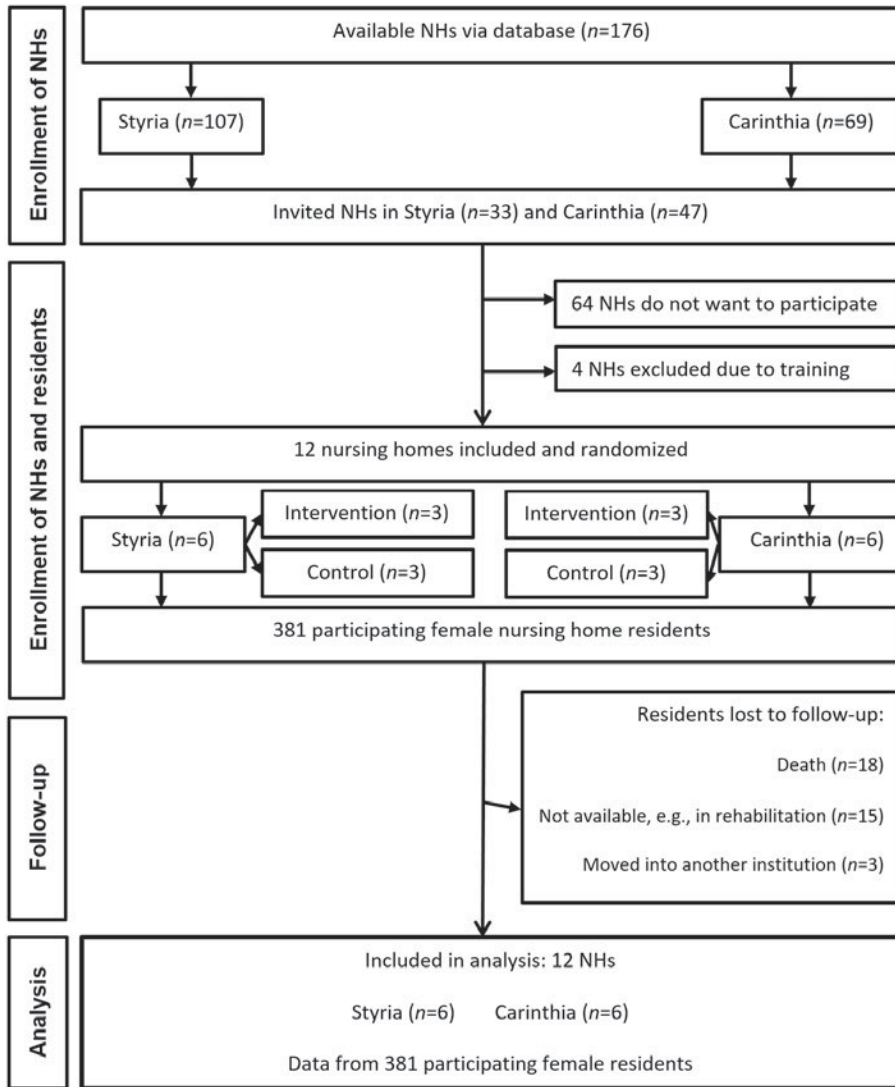 Enrollment of NHs
Available NHs via database (n=176)
Styria (n=107)
Carinthia (n=69)
Invited NHs in Styria (n=33) and Carinthia (n=47)
Enrollment of NHs and residents
64 NHs do not want to participate
4 NHs excluded due to training
12 nursing homes included and randomized
Styria (n=6)
Intervention (n=3)
Control (n=3)
Intervention (n=3)
Control (n=3)
Carinthia (n=6)
381 participating female nursing home residents
Follow-up
Residents lost to follow-up:
Death (n=18)
Not available, e.g., in rehabilitation (n=15)
Moved into another institution (n=3)
Analysis
Included in analysis: 12 NHs
Styria (n=6) Carinthia (n=6)
Data from 381 participating female residents